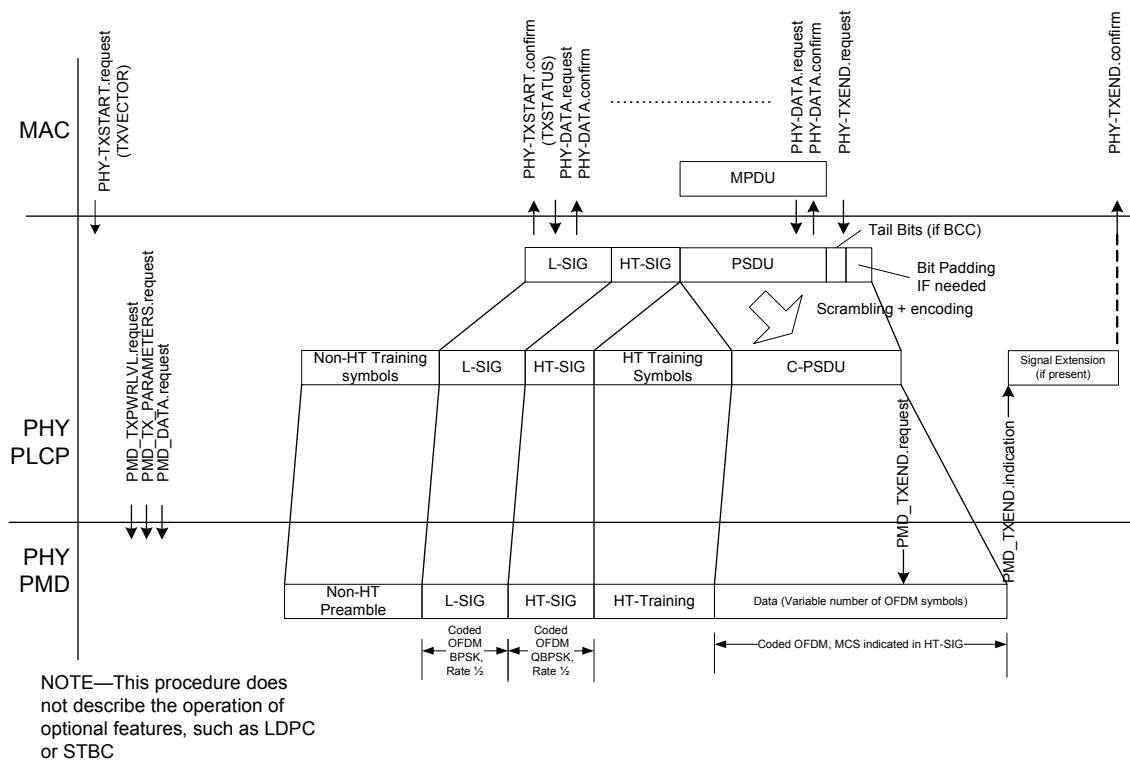 PHY-TXSTART.request
(TXVECTOR)
PHY-TXSTART.confirm
(TXSTATUS)
PHY-DATA.request
PHY-DATA.confirm
PHY-DATA.request
PHY-DATA.confirm
PHY-TXEND.request
PHY-TXEND.confirm
MAC
MPDU
Tail Bits (if BCC)
L-SIG
HT-SIG
PSDU
Bit Padding
IF needed
Scrambling + encoding
PMD_TXPWRLVL.request
PMD_TX_PARAMETERS.request
PMD_DATA.request
Non-HT Training
symbols
L-SIG
HT-SIG
HT Training
Symbols
C-PSDU
Signal Extension
(if present)
PHY
PLCP
PMD_TXEND.request
PMD_TXEND.indication
PHY
PMD
Non-HT
Preamble
L-SIG
HT-SIG
HT-Training
Data (Variable number of OFDM symbols)
Coded
OFDM
BPSK,
Rate ½
Coded
OFDM
QBPSK,
Rate ½
Coded OFDM, MCS indicated in HT-SIG
NOTE—This procedure does
not describe the operation of
optional features, such as LDPC
or STBC